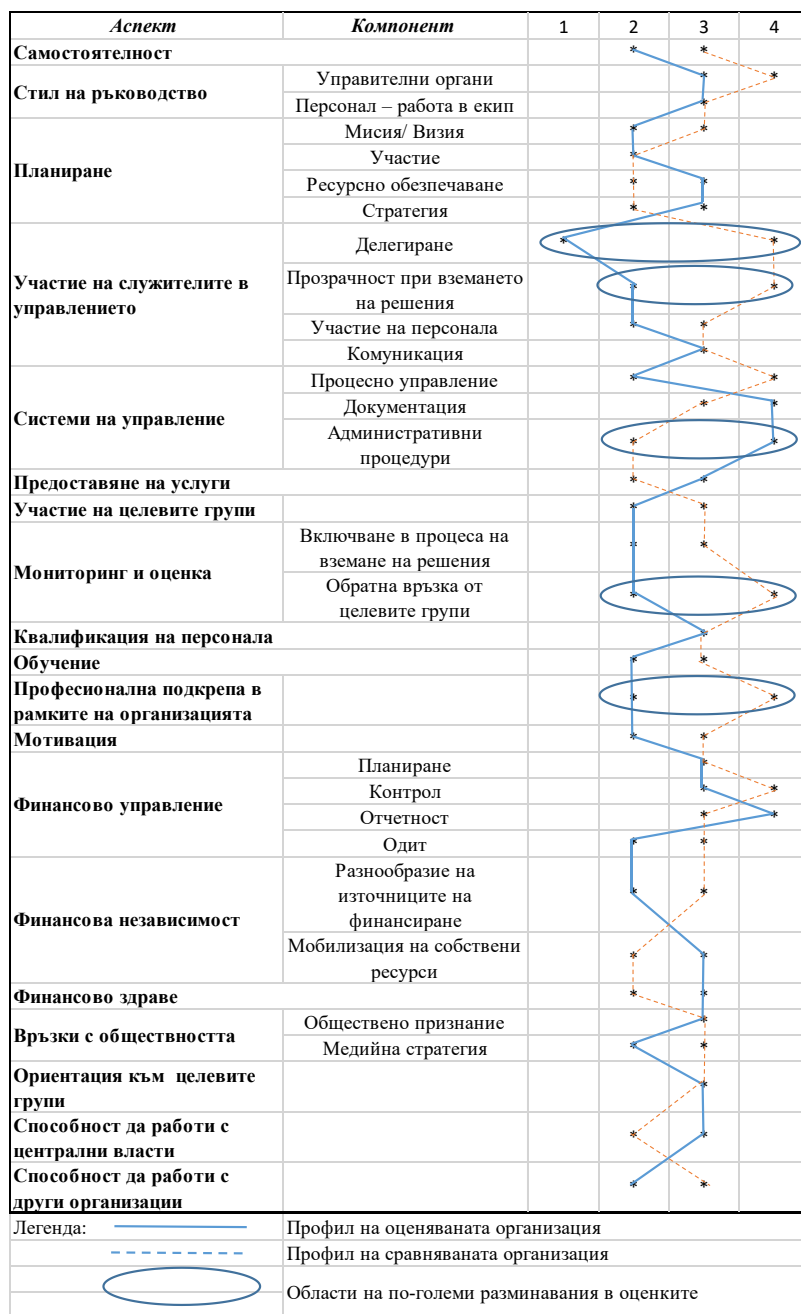 Аспект Компонент 1 2 3 4
Самостоятелност * *
Стил на ръководство
Управителни органи * *
Персонал – работа в екип *
Планиране
Мисия/ Визия * *
Участие *
Ресурсно обезпечаване * *
Стратегия * *
Участие на служителите в
управлението
Делегиране * *
Прозрачност при вземането
на решения * *
Участие на персонала * *
Комуникация *
Системи на управление
Процесно управление * *
Документация * *
Административни
процедури * *
Предоставяне на услуги * *
Участие на целевите групи * *
Мониторинг и оценка
Включване в процеса на
вземане на решения * *
Обратна връзка от
целевите групи * *
Квалификация на персонала *
Обучение * *
Професионална подкрепа в
рамките на организацията * *
Мотивация * *
Финансово управление
Планиране *
Контрол * *
Отчетност * *
Одит * *
Финансова независимост
Разнообразие на
източниците на
финансиране * *
Мобилизация на собствени
ресурси * *
Финансово здраве * *
Връзки с обществността
Обществено признание *
Медийна стратегия * *
Ориентация към целевите
групи *
Способност да работи с
централни власти * *
Способност да работи с
други организации * *
Легенда: Профил на оценяваната организация
Профил на сравняваната организация
Области на по-големи разминавания в оценките